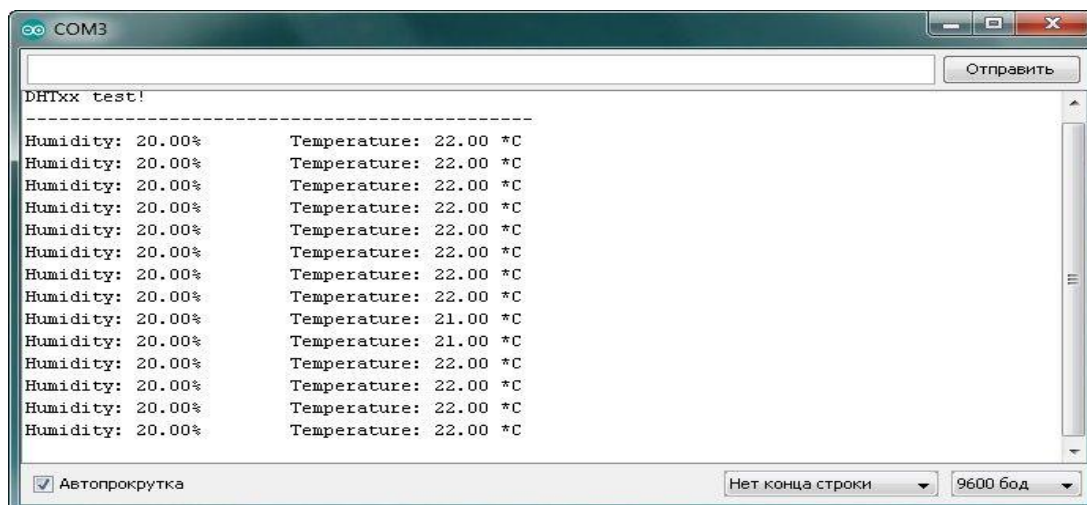 COM3
Отправить
DHTxx test!
----------------------------------------------
Humidity: 20.00% Temperature: 22.00 *C
Humidity: 20.00% Temperature: 22.00 *C
Humidity: 20.00% Temperature: 22.00 *C
Humidity: 20.00% Temperature: 22.00 *C
Humidity: 20.00% Temperature: 22.00 *C
Humidity: 20.00% Temperature: 22.00 *C
Humidity: 20.00% Temperature: 22.00 *C
Humidity: 20.00% Temperature: 22.00 *C
Humidity: 20.00% Temperature: 21.00 *C
Humidity: 20.00% Temperature: 21.00 *C
Humidity: 20.00% Temperature: 22.00 *C
Humidity: 20.00% Temperature: 22.00 *C
Humidity: 20.00% Temperature: 22.00 *C
Humidity: 20.00% Temperature: 22.00 *C
Автопрокрутка Нет конца строки 9600 бод